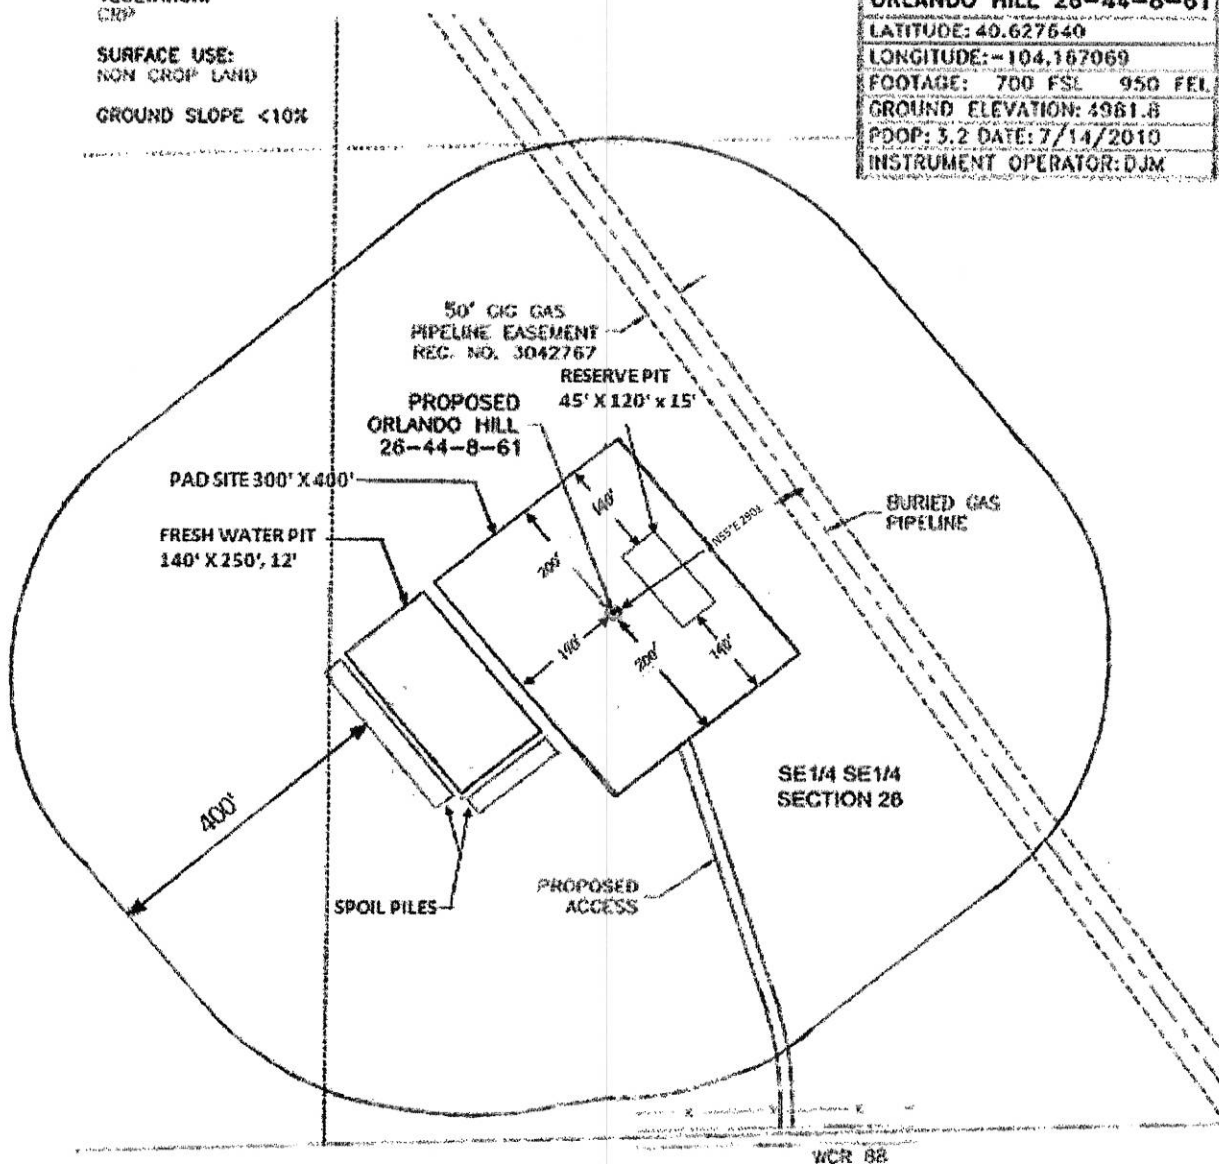 CRP
SURFACE USE:
NON CROP LAND
GROUND SLOPE <10%
ORLANDO HILL 26-44-8-61
LATITUDE: 40.627640
LONGITUDE: -104.167069
FOOTAGE: 700 FSL 950 FEL
GROUND ELEVATION: 4981.8
PDOP: 3.2 DATE: 7/14/2010
INSTRUMENT OPERATOR: DJM
50' CIG GAS
PIPELINE EASEMENT
REC. NO. 3042767
RESERVE PIT
45' X 120' x 15'
PROPOSED
ORLANDO HILL
26-44-8-61
PAD SITE 300' X 400'
FRESH WATER PIT
140' X 250', 12'
140'
200'
N55°E 290±
BURIED GAS
PIPELINE
140'
200'
140'
SE1/4 SE1/4
SECTION 26
400'
SPOIL PILES
PROPOSED
ACCESS
X X X
WCR 88